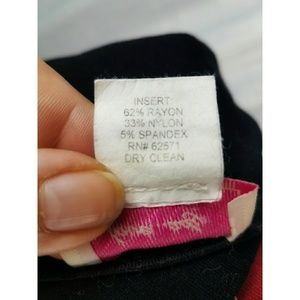 INSERT:
62% RAYON
33% NYLON
5% SPANDEX
RN# 62571
DRY CLEAN